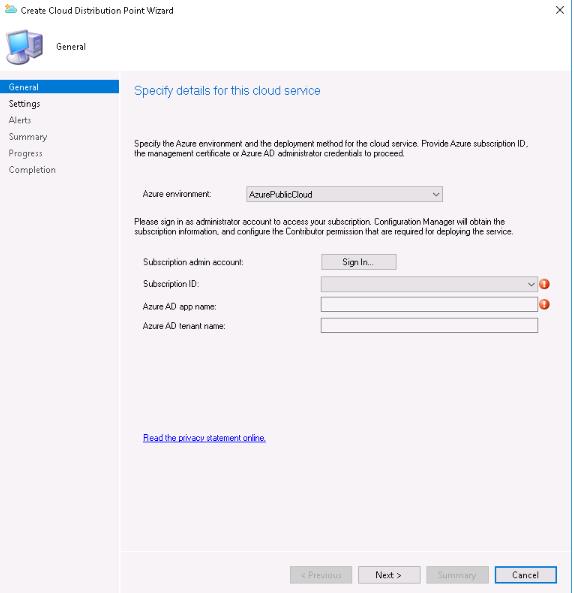 Create Cloud Distribution Point Wizard
General
General
Settings
Alerts
Summary
Progress
Completion
Specify details for this cloud service
Specify the Azure environment and the deployment method for the cloud service. Provide Azure subscription ID,
the management certificate or Azure AD administrator credentials to proceed.
Azure environment:
AzurePublicCloud
Please sign in as administrator account to access your subscription. Configuration Manager will obtain the
subscription information, and configure the Contributor permission that are required for deploying the service.
Subscription admin account:
Sign In...
Subscription ID:
Azure AD app name:
Azure AD tenant name:
Read the privacy statement online.
< Previous
Next >
Summary
Cancel